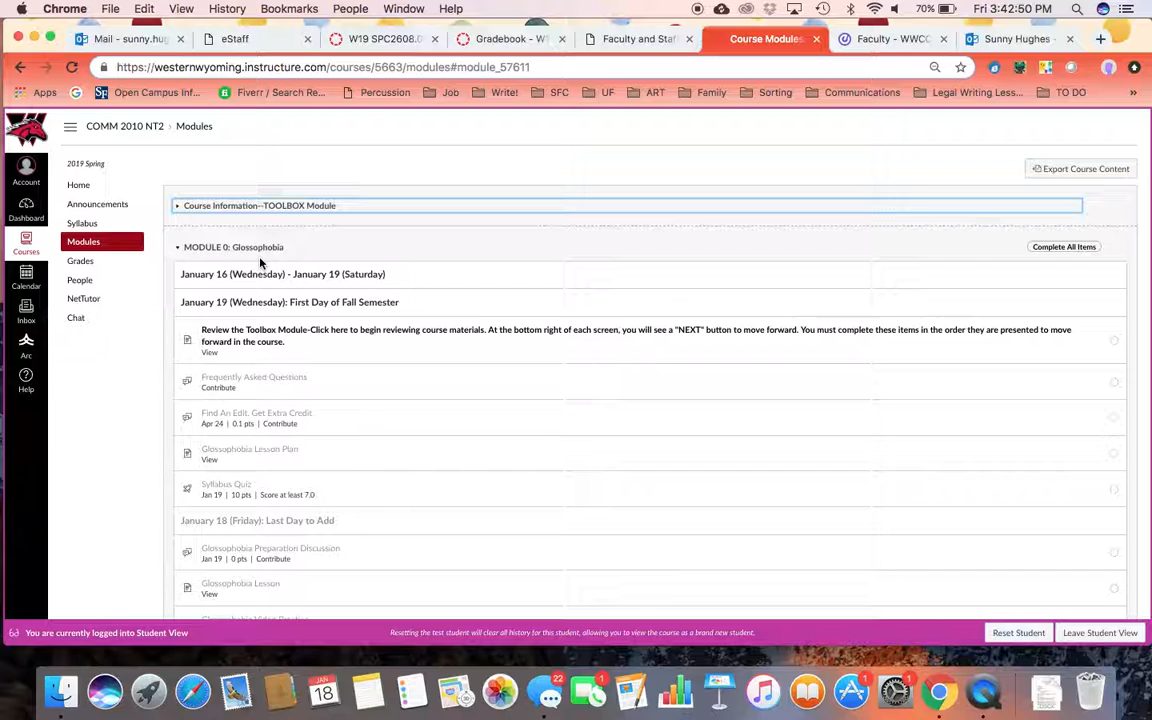 Chrome File Edit View History Bookmarks People Window Help 70% Fri 3:42:50 PM
Mail - sunny.hug eStaff W19 SPC2608.0 Gradebook - W1 Faculty and Staf Course Modules Faculty - WWCC Sunny Hughes
https://westernwyoming.instructure.com/courses/5663/modules#module_57611
Apps Open Campus Inf... Fiverr / Search Re... Percussion Job Write! SFC UF ART Family Sorting Communications Legal Writing Less... TO DO »
COMM 2010 NT2 › Modules
2019 Spring
Export Course Content
Account
Dashboard
Courses
Calendar
Inbox
Arc
Help
Home
Announcements
Syllabus
Modules
Grades
People
NetTutor
Chat
Course Information--TOOLBOX Module
MODULE 0: Glossophobia
Complete All Items
January 16 (Wednesday) - January 19 (Saturday)
January 19 (Wednesday): First Day of Fall Semester
Review the Toolbox Module-Click here to begin reviewing course materials. At the bottom right of each screen, you will see a "NEXT" button to move forward. You must complete these items in the order they are presented to move
forward in the course.
View
Frequently Asked Questions
Contribute
Find An Edit. Get Extra Credit
Apr 24 | 0.1 pts | Contribute
Glossophobia Lesson Plan
View
Syllabus Quiz
Jan 19 | 10 pts | Score at least 7.0
January 18 (Friday): Last Day to Add
Glossophobia Preparation Discussion
Jan 19 | 0 pts | Contribute
Glossophobia Lesson
View
You are currently logged into Student View
Resetting the test student will clear all history for this student, allowing you to view the course as a brand new student.
Reset Student
Leave Student View
JAN
18
22
1
1
1